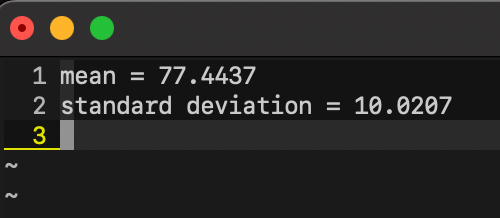 1 mean = 77.4437
2 standard deviation = 10.0207
3
~
~